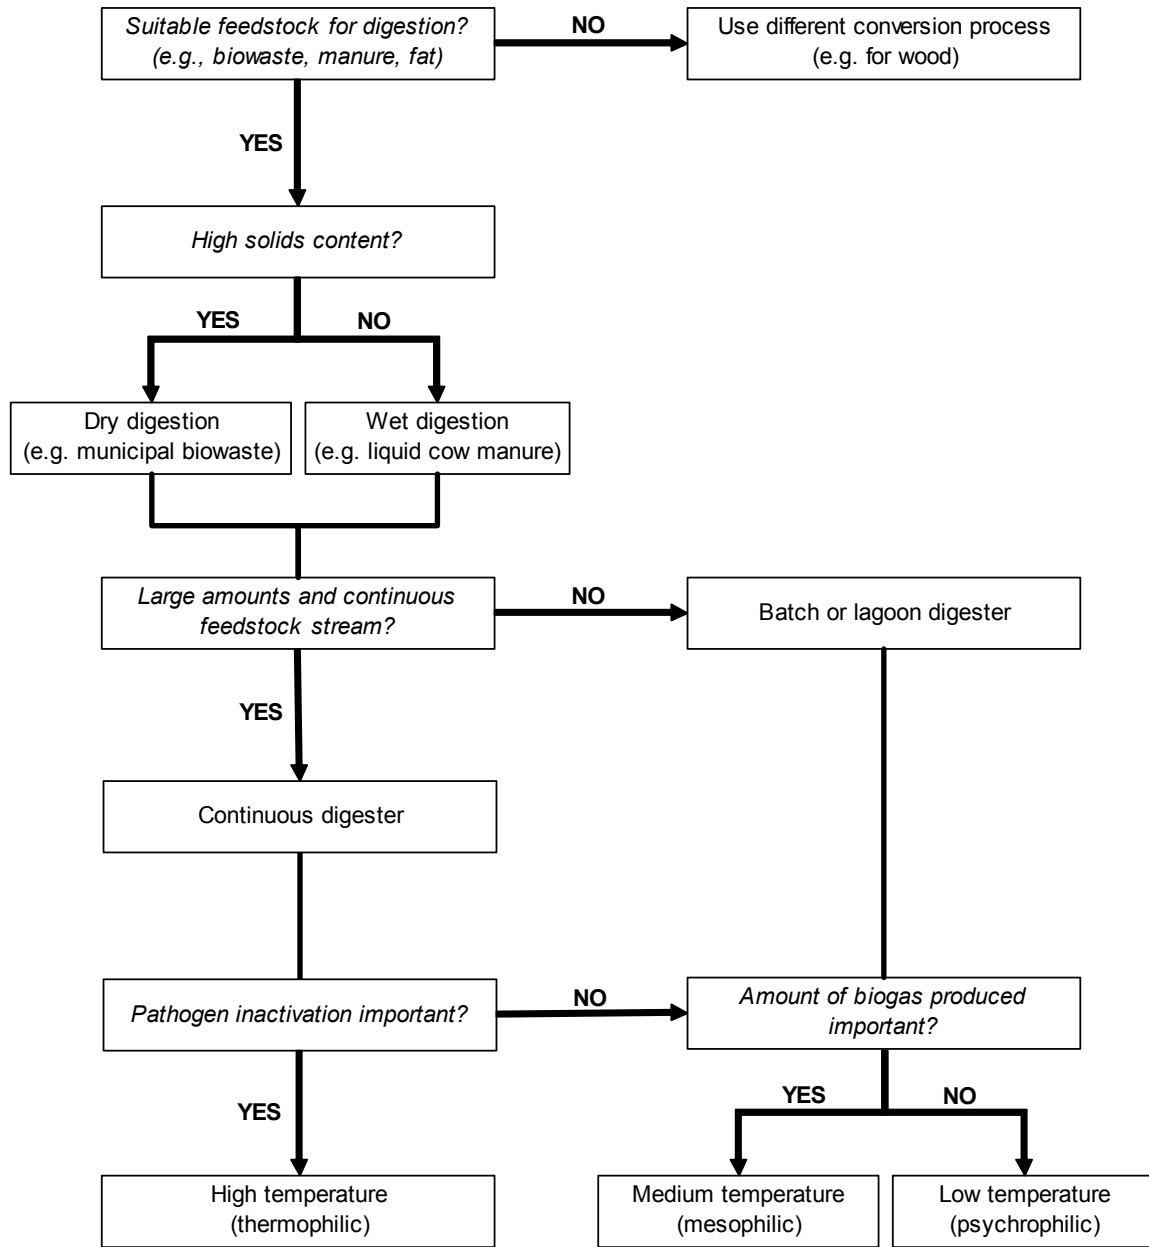 Suitable feedstock for digestion?
(e.g., biowaste, manure, fat)
NO
Use different conversion process
(e.g. for wood)
YES
High solids content?
YES
NO
Dry digestion
(e.g. municipal biowaste)
Wet digestion
(e.g. liquid cow manure)
Large amounts and continuous
feedstock stream?
NO
Batch or lagoon digester
YES
Continuous digester
Pathogen inactivation important?
NO
Amount of biogas produced
important?
YES
YES
NO
High temperature
(thermophilic)
Medium temperature
(mesophilic)
Low temperature
(psychrophilic)